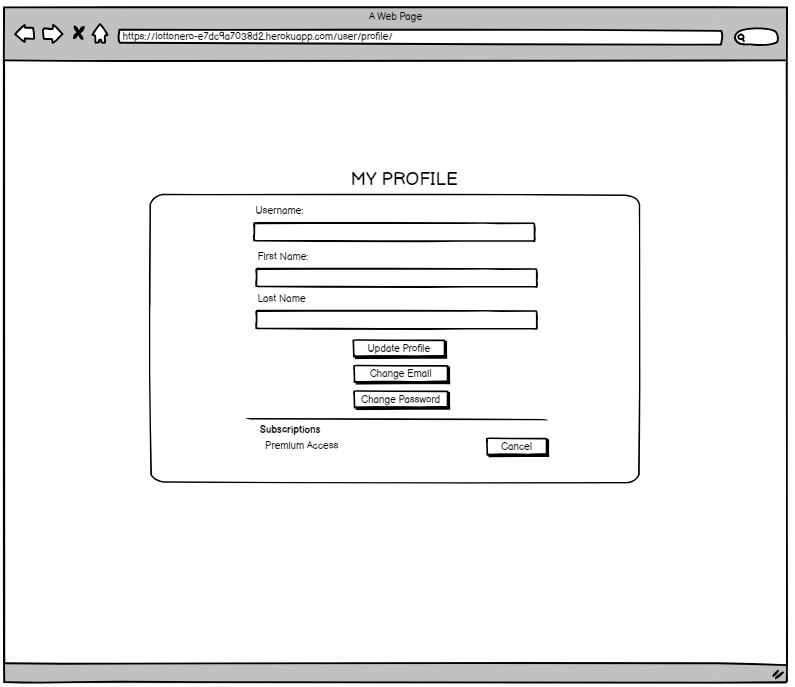 A Web Page
https://lottonero-e7dc9a7038d2.herokuapp.com/user/profile/
MY PROFILE
Username:
First Name:
Last Name
Update Profile
Change Email
Change Password
Subscriptions
Premium Access
Cancel